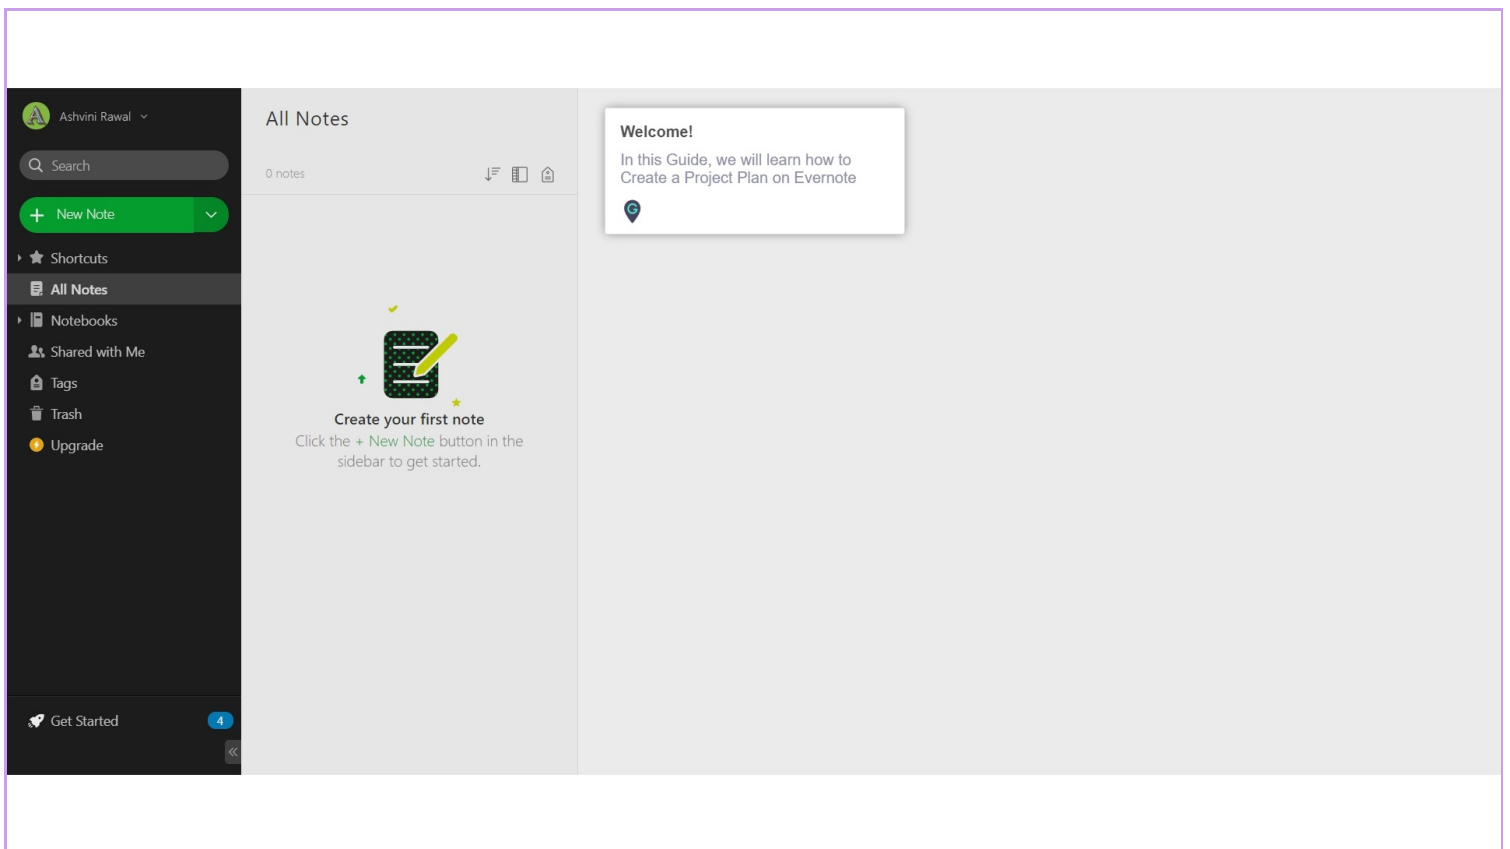 Ashvini Rawal
Search
New Note
Shortcuts
All Notes
Notebooks
Shared with Me
Tags
Trash
Upgrade
Get Started
4
All Notes
0 notes
Create your first note
Click the + New Note button in the
sidebar to get started.
Welcome!
In this Guide, we will learn how to
Create a Project Plan on Evernote
G